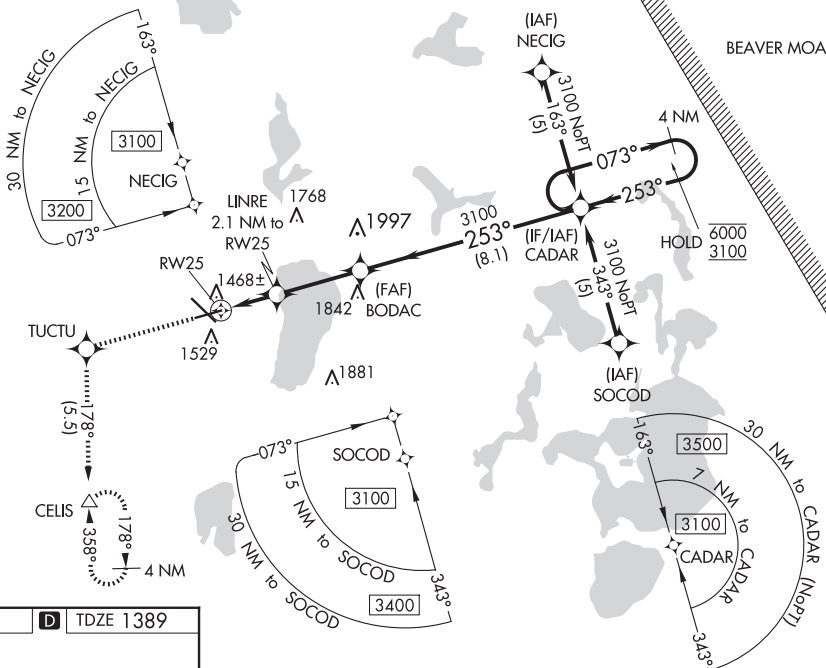 (IAF)
NECIG
BEAVER MOA
30 NM to NECIG
15 NM to NECIG
163°
3100
NECIG
3200
073°
3100 NoPT
163°
(5)
4 NM
073°
253°
HOLD
6000
3100
LINRE
2.1 NM to
RW25
1768
1997
3100
253°
(8.1)
(IF/IAF)
CADAR
RW25
1468±
1842
(FAF)
BODAC
3100 NoPT
343°
(5)
TUCTU
1529
1881
(IAF)
SOCOD
178°
(5.5)
073°
SOCOD
3100
15 NM to SOCOD
30 NM to SOCOD
3400
343°
163°
3500
30 NM to CADAR (NoPT)
7 NM to CADAR
3100
CADAR
343°
CELIS
178°
358°
4 NM
D TDZE 1389